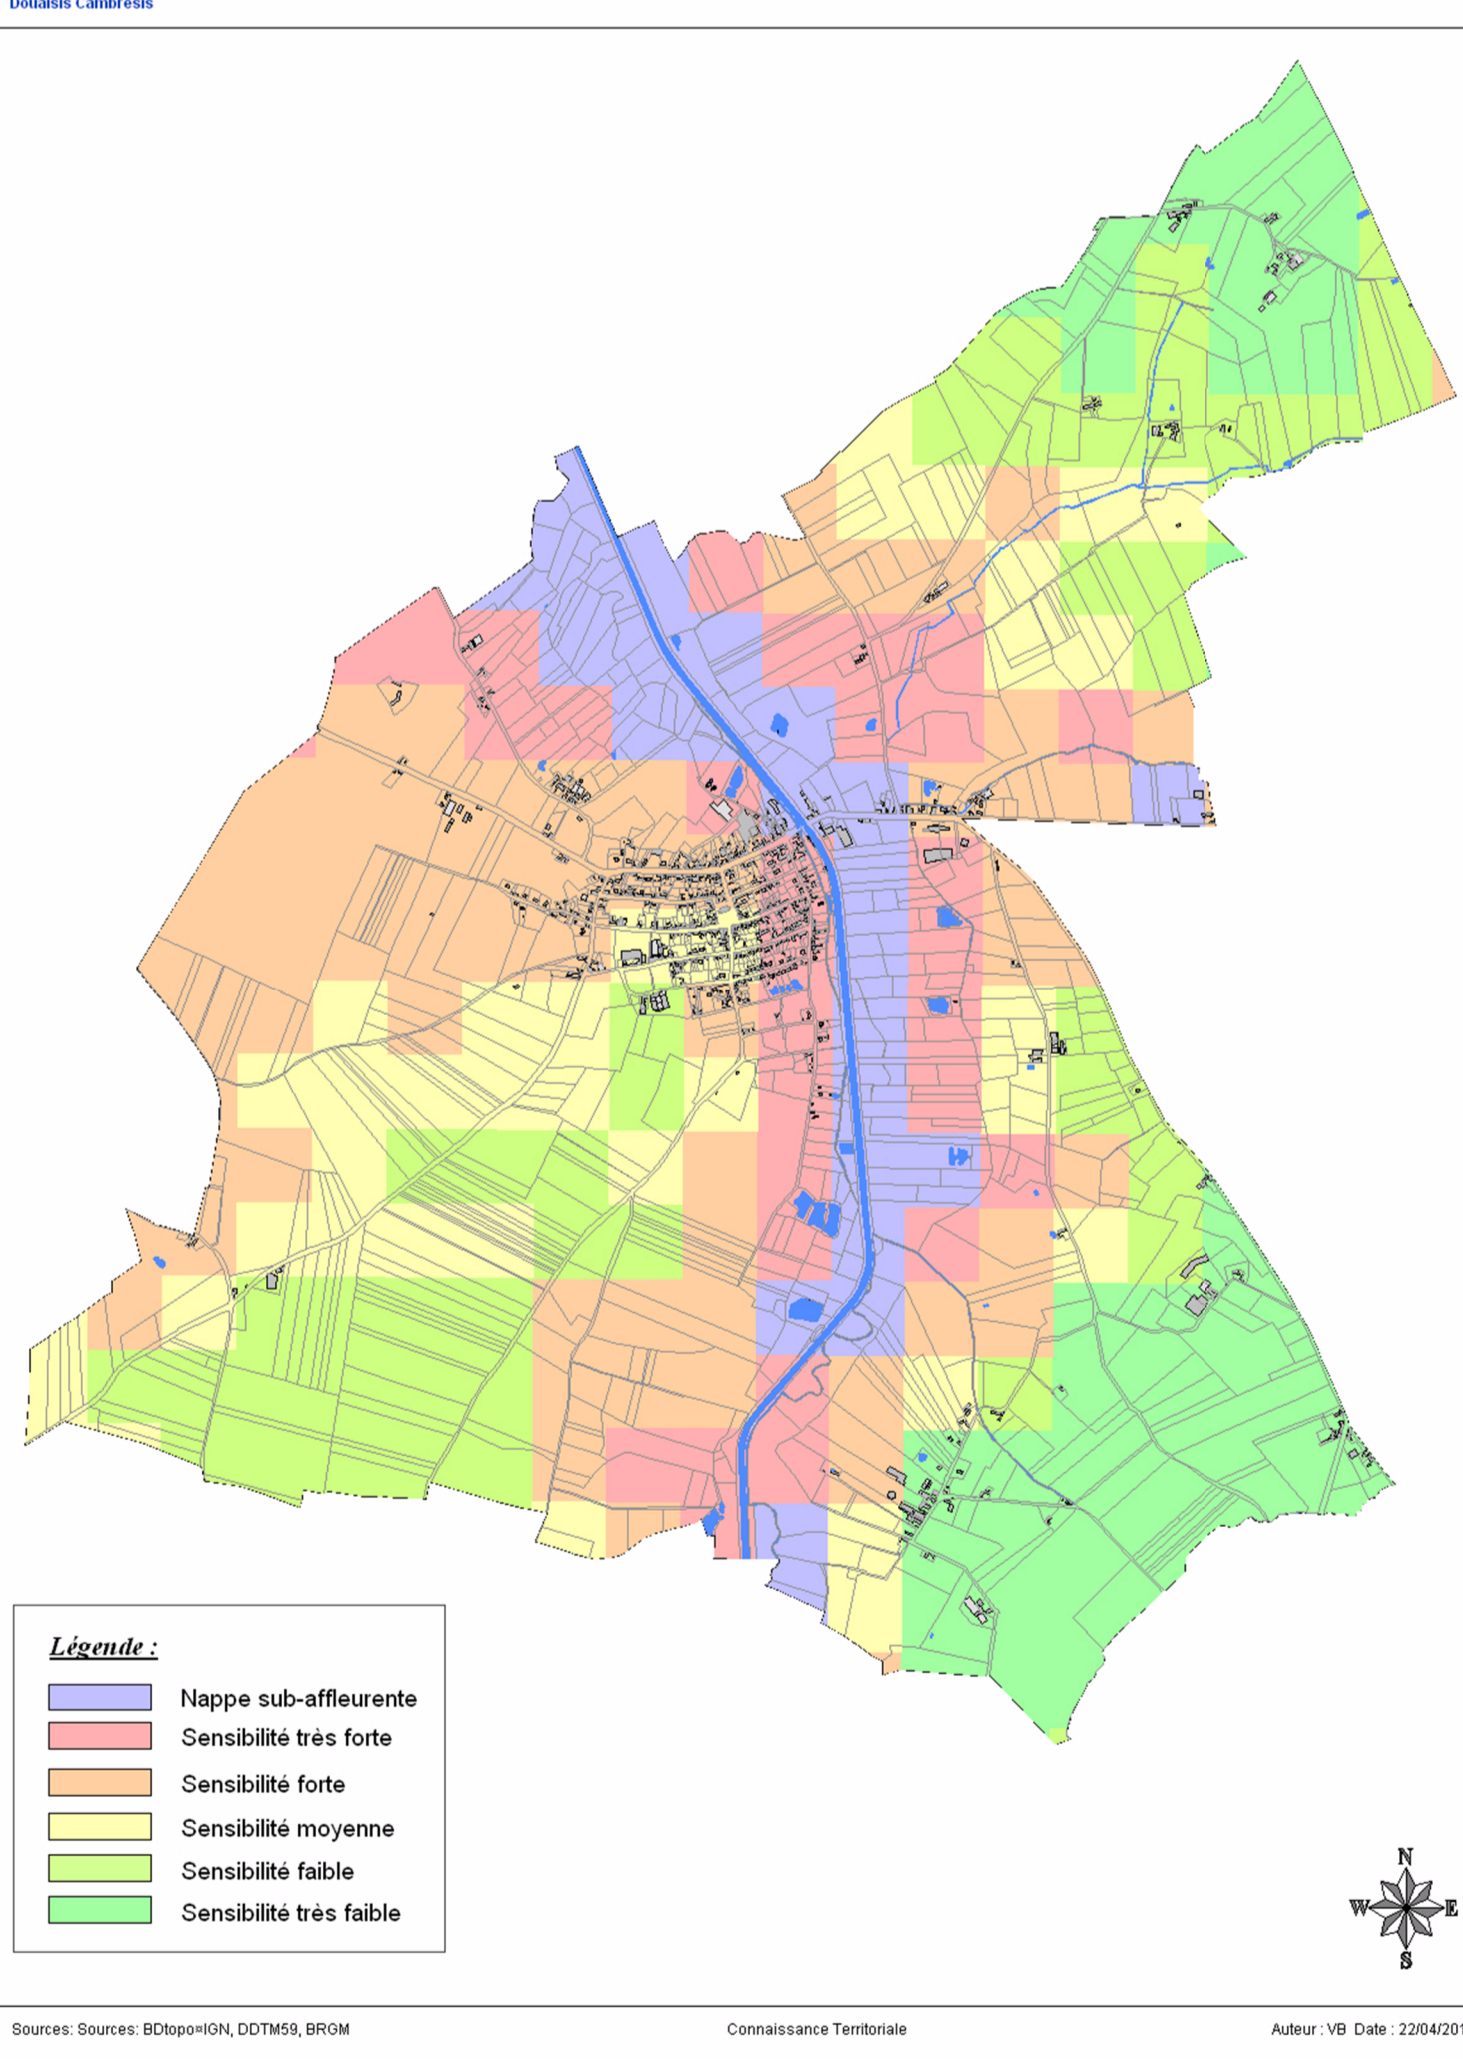 Douaisis Cambrésis
Légende :
Nappe sub-affleurente
Sensibilité très forte
Sensibilité forte
Sensibilité moyenne
Sensibilité faible
Sensibilité très faible
N
W E
S
Sources: Sources: BDtopo¤IGN, DDTM59, BRGM
Connaissance Territoriale
Auteur : VB Date : 22/04/201